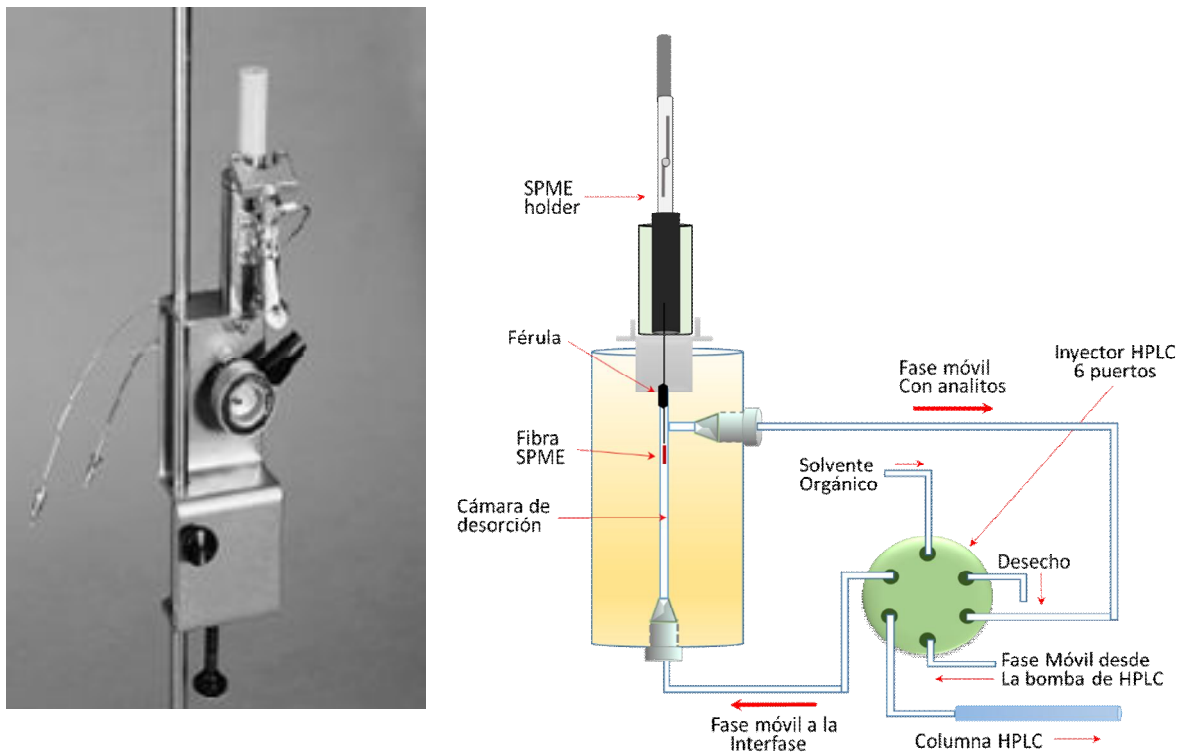 SPME
holder
Férula
Fibra
SPME
Cámara de
desorción
Fase móvil
Con analitos
Inyector HPLC
6 puertos
Solvente
Orgánico
Desecho
Fase Móvil desde
La bomba de HPLC
Fase móvil a la
Interfase
Columna HPLC